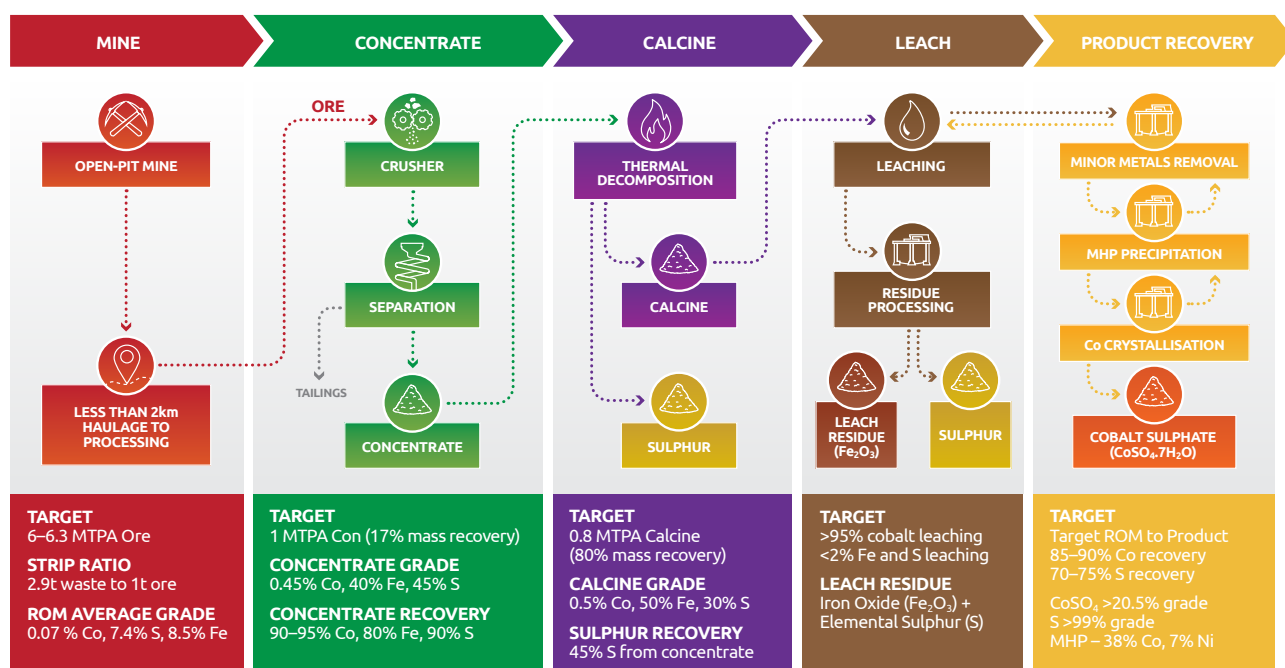 MINE
CONCENTRATE
CALCINE
LEACH
PRODUCT RECOVERY
OPEN-PIT MINE
LESS THAN 2km
HAULAGE TO
PROCESSING
ORE
CRUSHER
SEPARATION
TAILINGS
CONCENTRATE
THERMAL
DECOMPOSITION
CALCINE
SULPHUR
LEACHING
RESIDUE
PROCESSING
LEACH
RESIDUE
(Fe₂O₃)
SULPHUR
MINOR METALS REMOVAL
MHP PRECIPITATION
Co CRYSTALLISATION
COBALT SULPHATE
(CoSO₄.7H₂O)
TARGET
6–6.3 MTPA Ore
STRIP RATIO
2.9t waste to 1t ore
ROM AVERAGE GRADE
0.07 % Co, 7.4% S, 8.5% Fe
TARGET
1 MTPA Con (17% mass recovery)
CONCENTRATE GRADE
0.45% Co, 40% Fe, 45% S
CONCENTRATE RECOVERY
90–95% Co, 80% Fe, 90% S
TARGET
0.8 MTPA Calcine
(80% mass recovery)
CALCINE GRADE
0.5% Co, 50% Fe, 30% S
SULPHUR RECOVERY
45% S from concentrate
TARGET
>95% cobalt leaching
<2% Fe and S leaching
LEACH RESIDUE
Iron Oxide (Fe₂O₃) +
Elemental Sulphur (S)
TARGET
Target ROM to Product
85–90% Co recovery
70–75% S recovery
CoSO₄ >20.5% grade
S >99% grade
MHP – 38% Co, 7% Ni